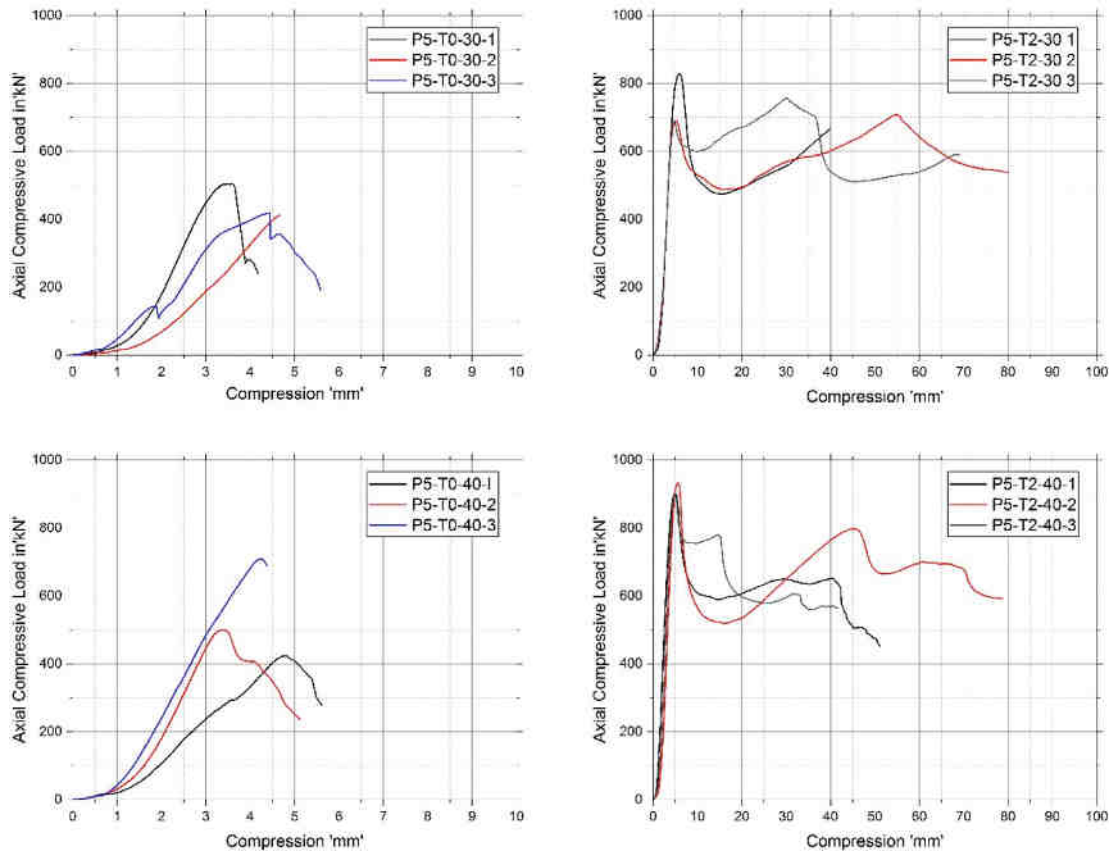 1000
800
600
400
200
0
Axial Compressive Load in'kN'
P5-T0-30-1
P5-T0-30-2
P5-T0-30-3
0 1 2 3 4 5 6 7 8 9 10
Compression 'mm'
1000
800
600
400
200
0
Axial Compressive Load in'kN'
P5-T2-30 1
P5-T2-30 2
P5-T2-30 3
0 10 20 30 40 50 60 70 80 90 100
Compression 'mm'
1000
800
600
400
200
0
Axial Compressive Load in'kN'
P5-T0-40-I
P5-T0-40-2
P5-T0-40-3
0 1 2 3 4 5 6 7 8 9 10
Compression 'mm'
1000
800
600
400
200
0
Axial Compressive Load in'kN'
P5-T2-40-1
P5-T2-40-2
P5-T2-40-3
0 10 20 30 40 50 60 70 80 90 100
Compression 'mm'